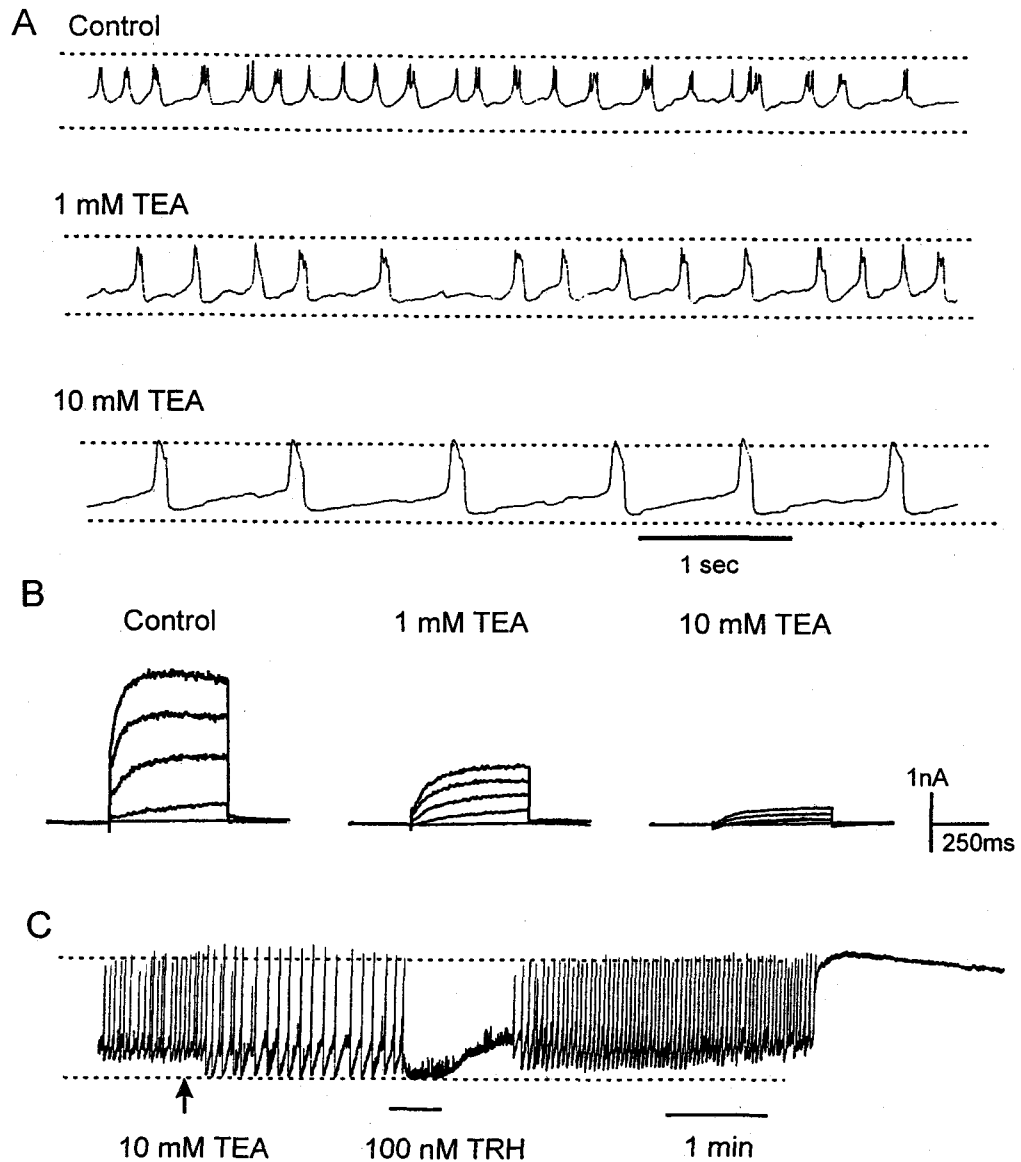 A
Control
1 mM TEA
10 mM TEA
1 sec
B
Control
1 mM TEA
10 mM TEA
1nA
250ms
C
10 mM TEA
100 nM TRH
1 min